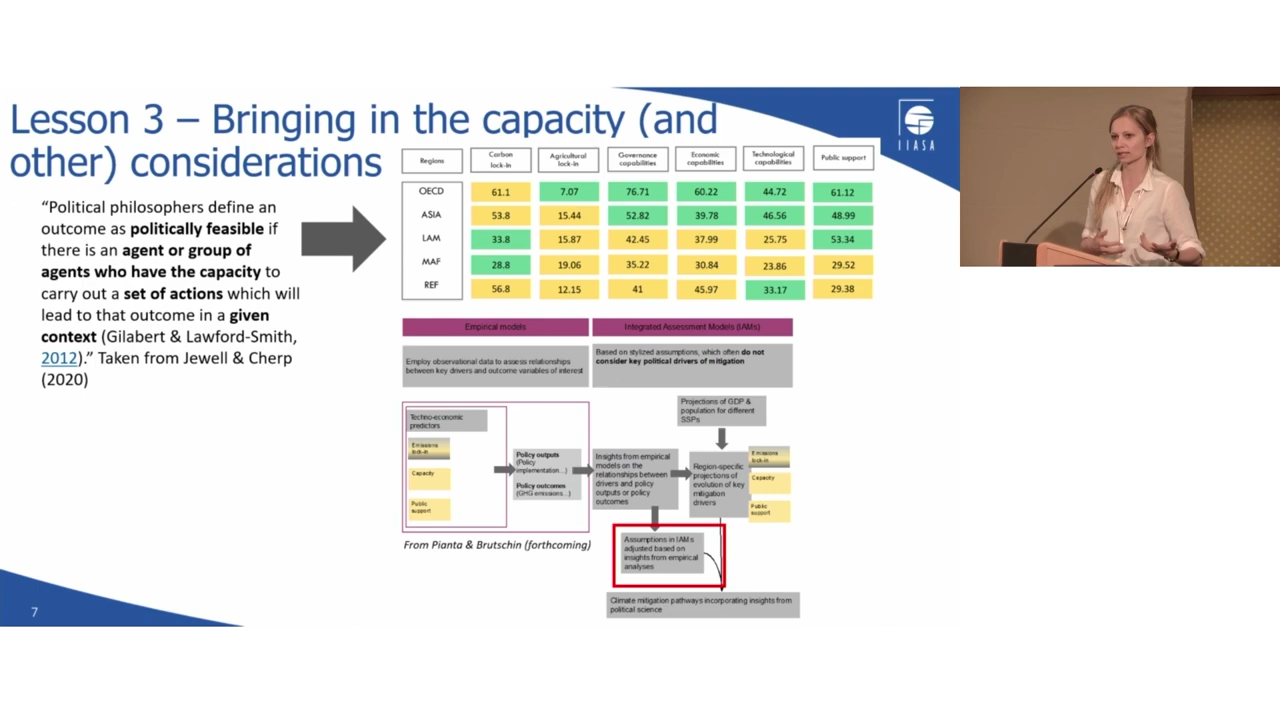 Lesson 3 – Bringing in the capacity (and
other) considerations
IIASA
“Political philosophers define an
outcome as politically feasible if
there is an agent or group of
agents who have the capacity to
carry out a set of actions which will
lead to that outcome in a given
context (Gilabert & Lawford-Smith,
2012).” Taken from Jewell & Cherp
(2020)
Regions Carbon lock-in Agricultural lock-in Governance capabilities Economic capabilities Technological capabilities Public support
OECD 61.1 7.07 76.71 60.22 44.72 61.12
ASIA 53.8 15.44 52.82 39.78 46.56 48.99
LAM 33.8 15.87 42.45 37.99 25.75 53.34
MAF 28.8 19.06 35.22 30.84 23.86 29.52
REF 56.8 12.15 41 45.97 33.17 29.38
Empirical models
Integrated Assessment Models (IAMs)
Employ observational data to assess relationships
between key drivers and outcome variables of interest
Based on stylized assumptions, which often do not
consider key political drivers of mitigation
Techno-economic
predictors
Emissions
lock-in
Capacity
Public
support
Policy outputs
(Policy
implementation...)
Policy outcomes
(GHG emissions...)
Insights from empirical
models on the
relationships between
drivers and policy
outputs or policy
outcomes
Projections of GDP &
population for different
SSPs
Region-specific
projections of
evolution of key
mitigation
drivers
Emissions
lock-in
Capacity
Public
support
From Pianta & Brutschin (forthcoming)
Assumptions in IAMs
adjusted based on
insights from empirical
analyses
Climate mitigation pathways incorporating insights from
political science
7